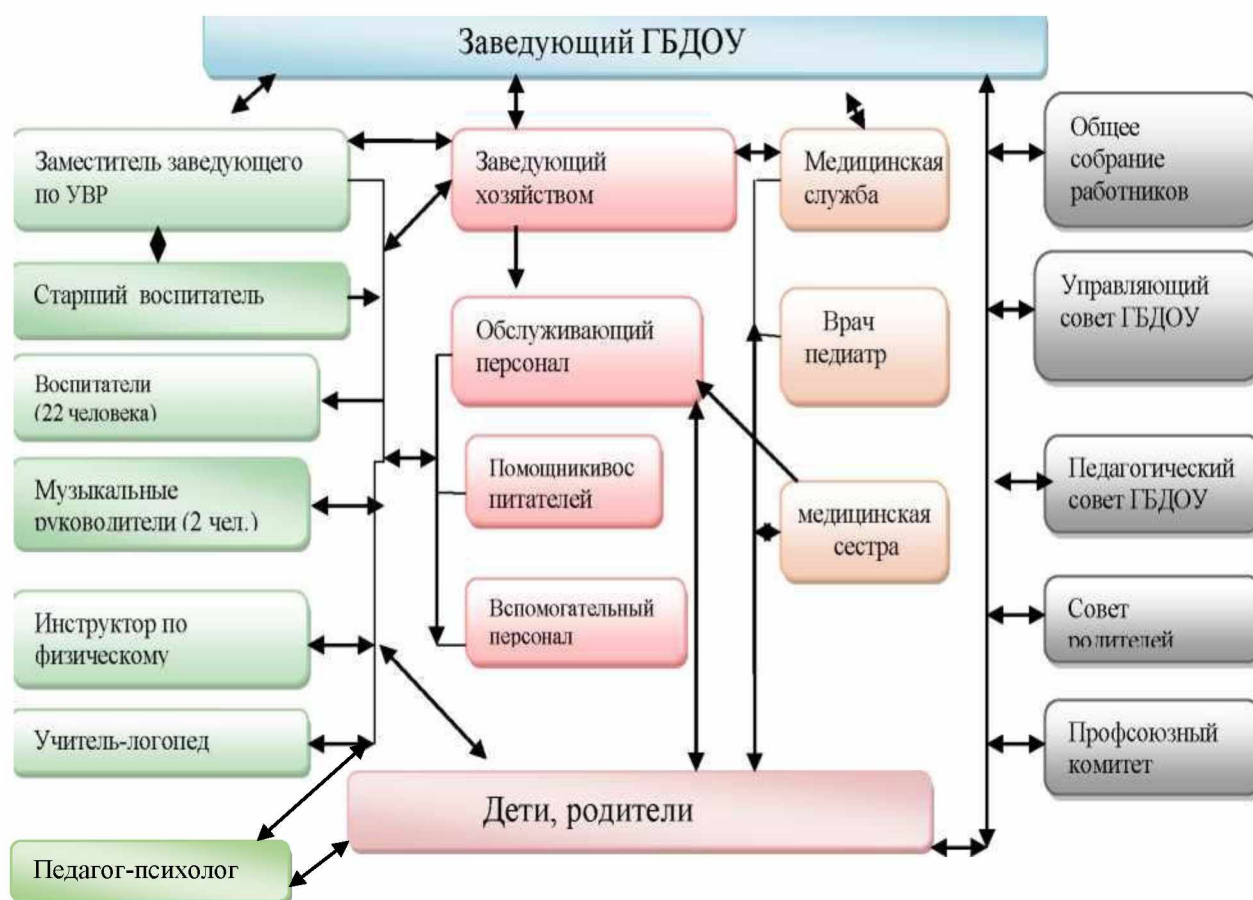 Заведующий ГБДОУ
Заместитель заведующего
по УВР
Заведующий
хозяйством
Медицинская
служба
Общее
собрание
работников
Старший воспитатель
Обслуживающий
персонал
Врач
педиатр
Управляющий
совет ГБДОУ
Воспитатели
(22 человека)
Музыкальные
руководители (2 чел.)
Помощникивос
питателей
медицинская
сестра
Педагогический
совет ГБДОУ
Инструктор по
физическому
Вспомогательный
персонал
Совет
родителей
Учитель-логопед
Профсоюзный
комитет
Дети, родители
Педагог-психолог